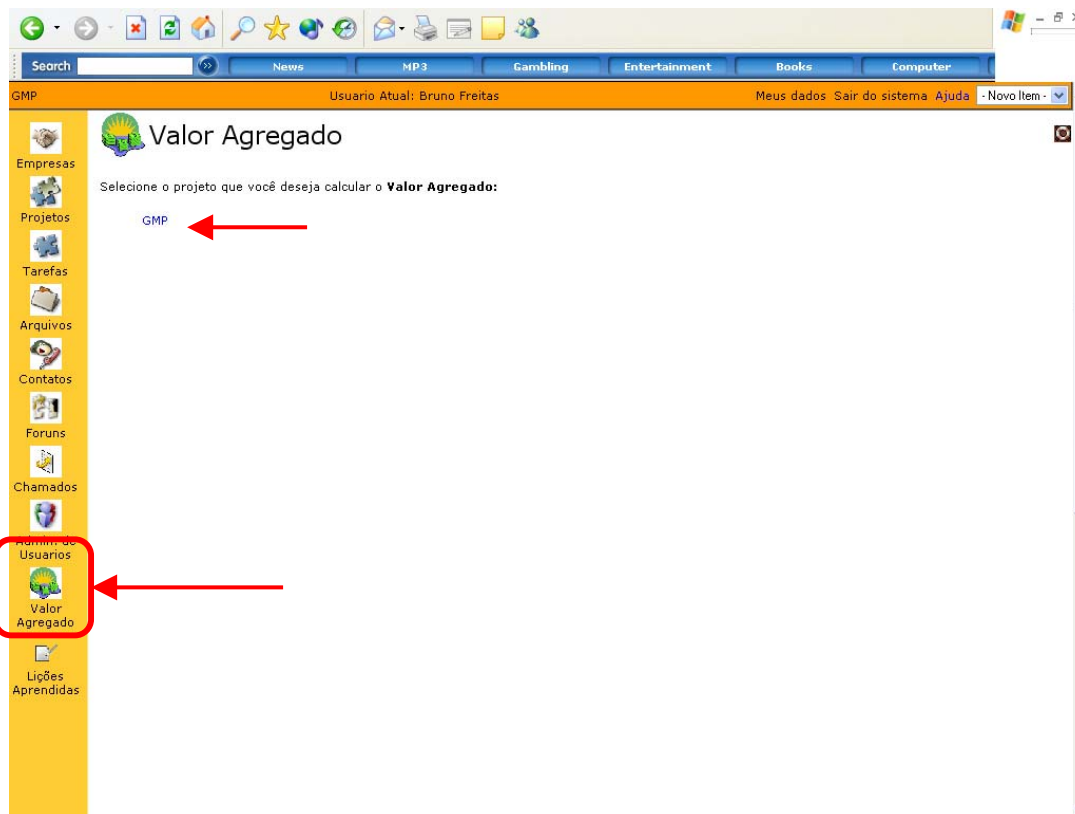 Search
News
MP3
Gambling
Entertainment
Books
Computer
GMP
Usuario Atual: Bruno Freitas
Meus dados Sair do sistema Ajuda - Novo Item -
Valor Agregado
Selecione o projeto que você deseja calcular o Valor Agregado:
GMP
Empresas
Projetos
Tarefas
Arquivos
Contatos
Foruns
Chamados
Admin. de
Usuarios
Valor
Agregado
Lições
Aprendidas